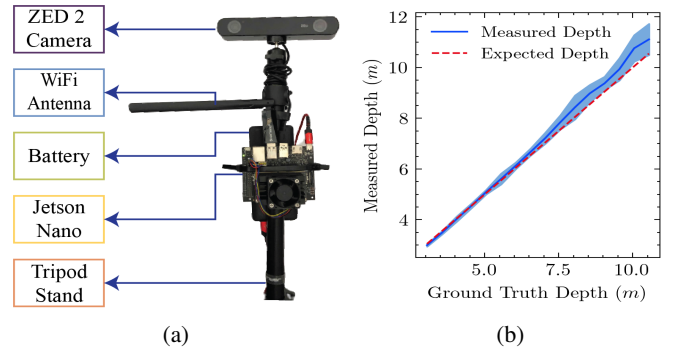 ZED 2
Camera
WiFi
Antenna
Battery
Jetson
Nano
Tripod
Stand
(a)
Measured Depth
Expected Depth
Measured Depth (m)
12
10
8
6
4
5.0
7.5
10.0
Ground Truth Depth (m)
(b)